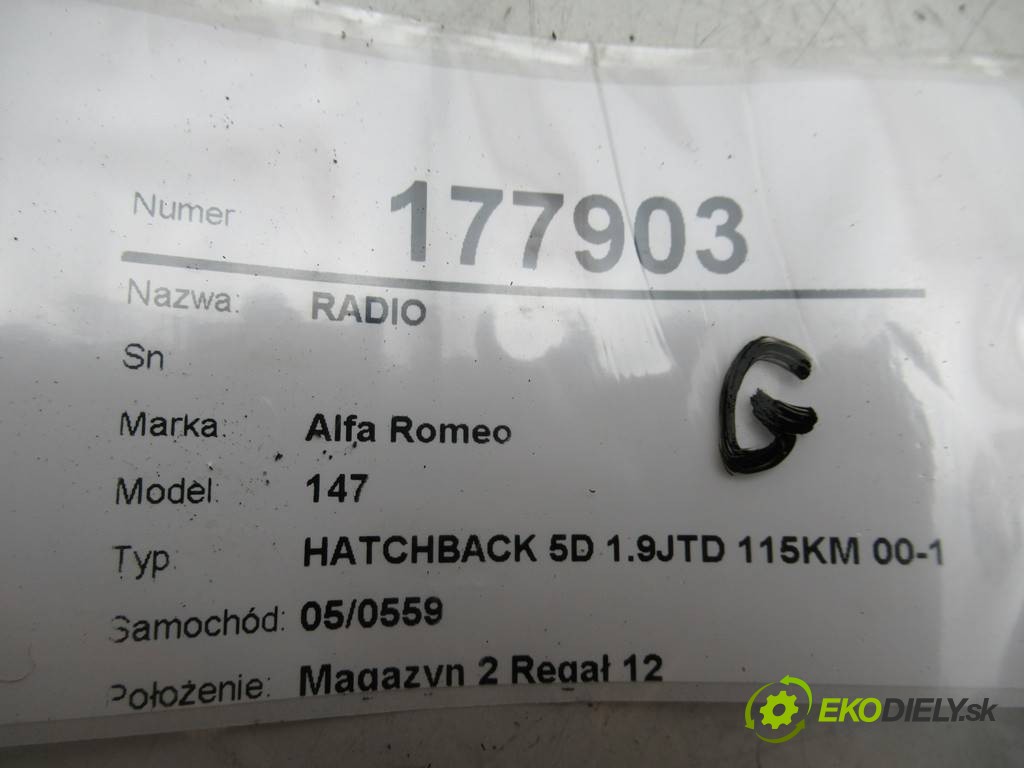 Numer 177903
Nazwa: RADIO
Sn
G
Marka: Alfa Romeo
Model: 147
Typ HATCHBACK 5D 1.9JTD 115KM 00-1
Samochód: 05/0559
Położenie: Magazyn 2 Regał 12
EKODIELY.sk